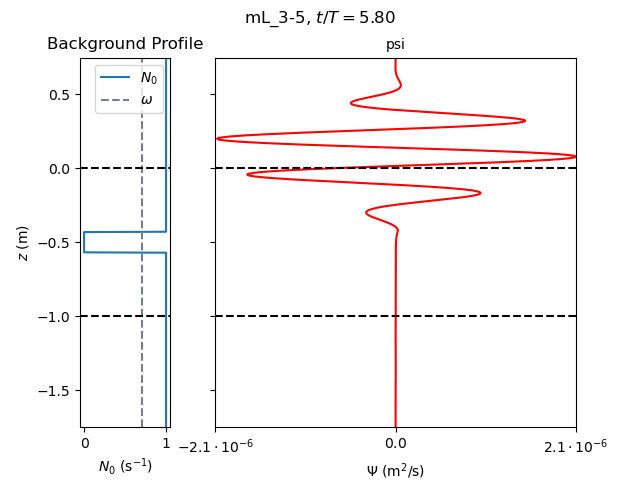 mL_3-5, t/T = 5.80
Background Profile
psi
N₀
ω
0.5
0.0
−0.5
−1.0
−1.5
z (m)
0
1
N₀ (s⁻¹)
−2.1 · 10⁻⁶
0.0
2.1 · 10⁻⁶
Ψ (m²/s)